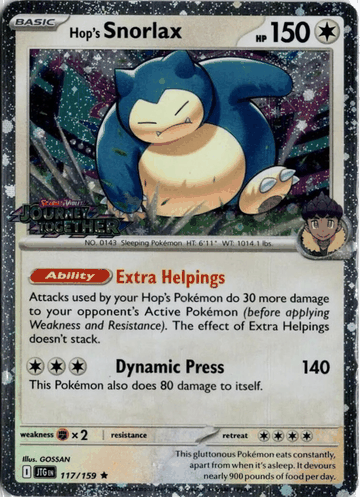 BASIC
Hop's Snorlax
HP 150
Scarlet & Violet
JOURNEY
TOGETHER
NO. 0143 Sleeping Pokémon HT: 6'11" WT: 1014.1 lbs.
Ability Extra Helpings
Attacks used by your Hop's Pokémon do 30 more damage
to your opponent's Active Pokémon (before applying
Weakness and Resistance). The effect of Extra Helpings
doesn't stack.
Dynamic Press 140
This Pokémon also does 80 damage to itself.
weakness ×2 resistance retreat
Illus. GOSSAN
I JTG EN 117/159 ★
This gluttonous Pokémon eats constantly,
apart from when it's asleep. It devours
nearly 900 pounds of food per day.